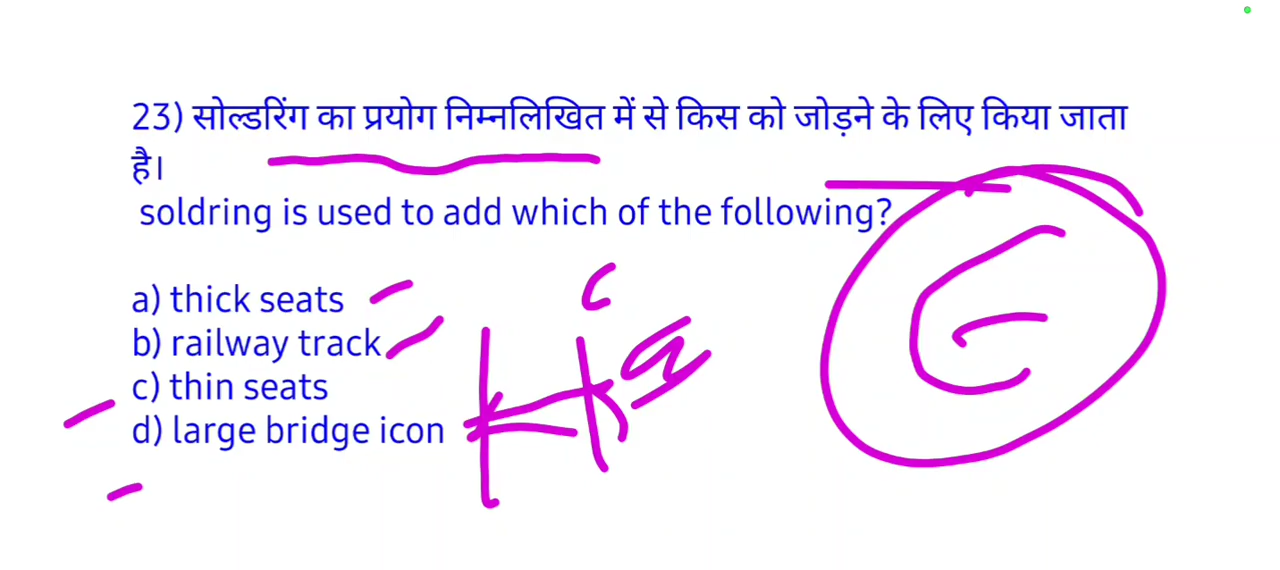 23) सोल्डरिंग का प्रयोग निम्नलिखित में से किस को जोड़ने के लिए किया जाता
है।
soldring is used to add which of the following?
a) thick seats
b) railway track
c) thin seats
d) large bridge icon